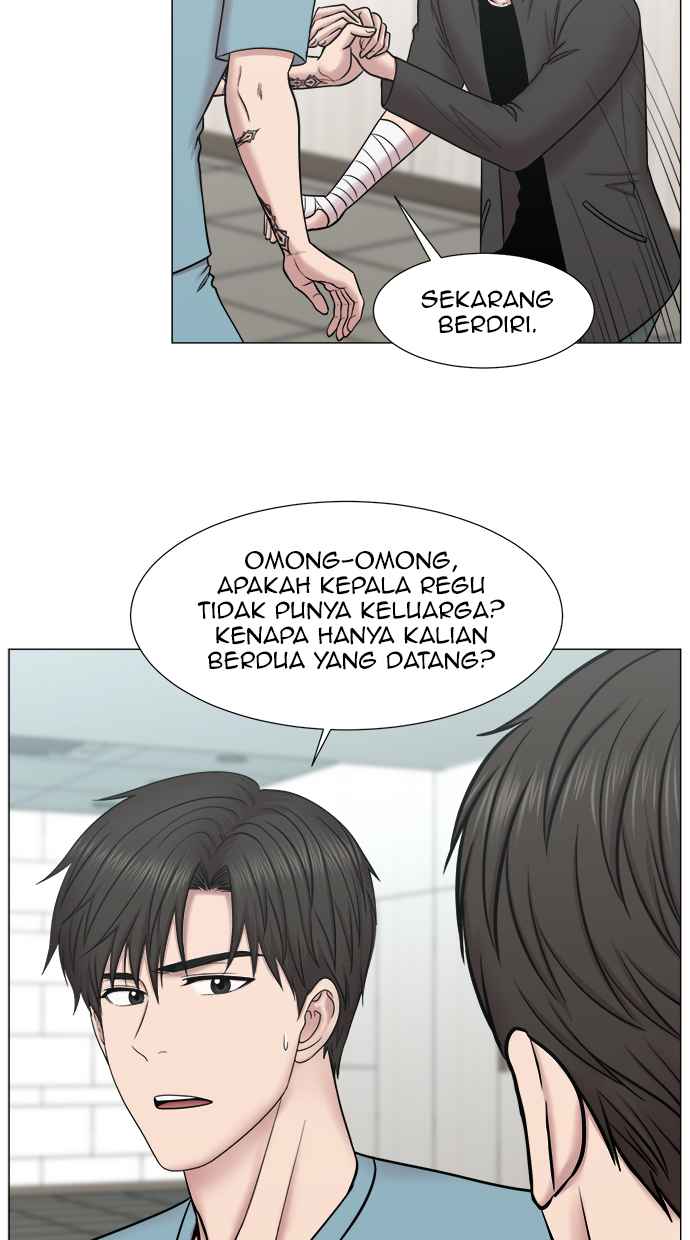 SEKARANG
BERDIRI.
OMONG-OMONG,
APAKAH KEPALA REGU
TIDAK PUNYA KELUARGA?
KENAPA HANYA KALIAN
BERDUA YANG DATANG?